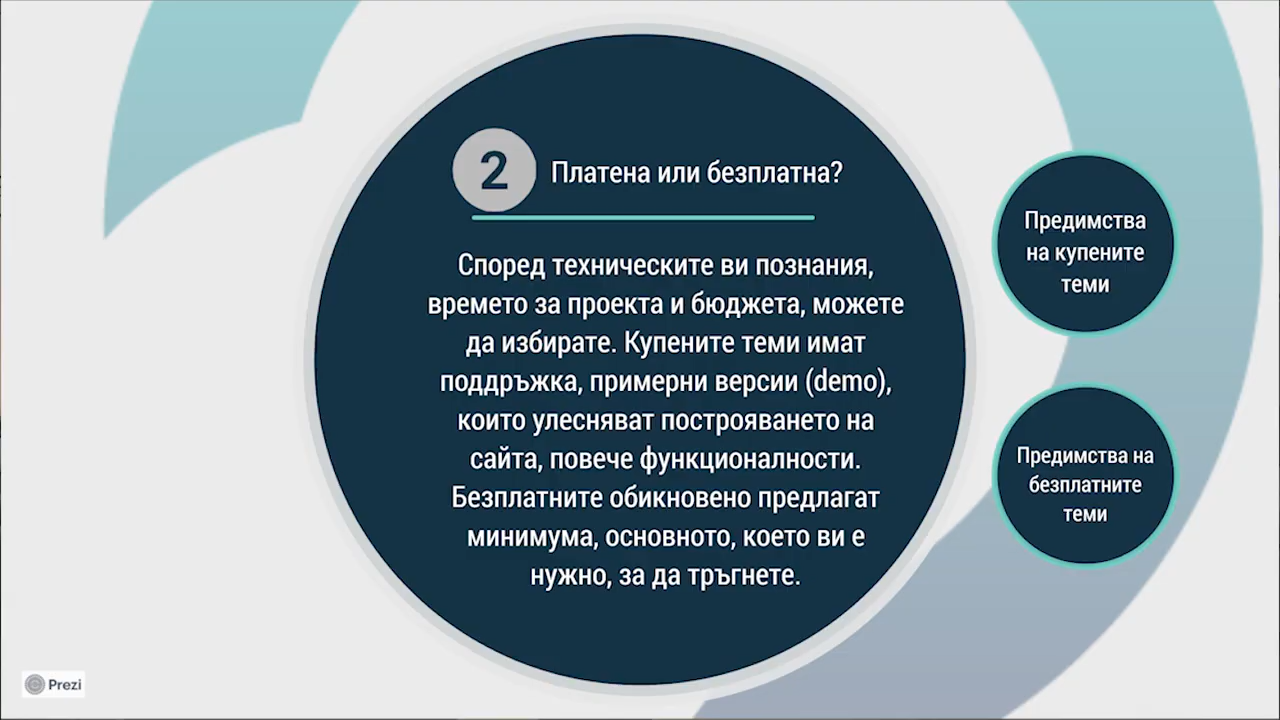 2
Платена или безплатна?
Според техническите ви познания,
времето за проекта и бюджета, можете
да избирате. Купените теми имат
поддръжка, примерни версии (demo),
които улесняват построяването на
сайта, повече функционалности.
Безплатните обикновено предлагат
минимума, основното, което ви е
нужно, за да тръгнете.
Предимства
на купените
теми
Предимства на
безплатните
теми
Prezi